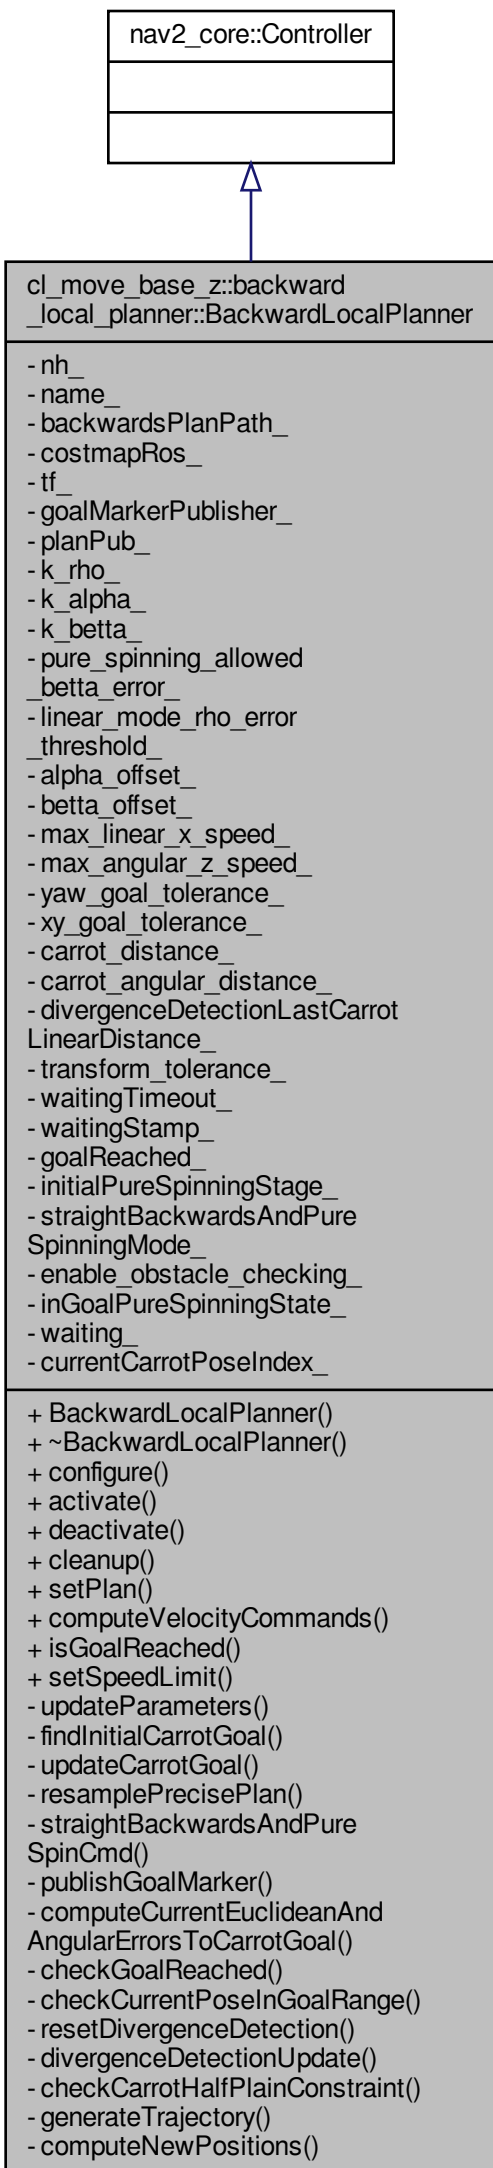 nav2_core::Controller
cl_move_base_z::backward
_local_planner::BackwardLocalPlanner
- nh_
- name_
- backwardsPlanPath_
- costmapRos_
- tf_
- goalMarkerPublisher_
- planPub_
- k_rho_
- k_alpha_
- k_betta_
- pure_spinning_allowed
_betta_error_
- linear_mode_rho_error
_threshold_
- alpha_offset_
- betta_offset_
- max_linear_x_speed_
- max_angular_z_speed_
- yaw_goal_tolerance_
- xy_goal_tolerance_
- carrot_distance_
- carrot_angular_distance_
- divergenceDetectionLastCarrot
LinearDistance_
- transform_tolerance_
- waitingTimeout_
- waitingStamp_
- goalReached_
- initialPureSpinningStage_
- straightBackwardsAndPure
SpinningMode_
- enable_obstacle_checking_
- inGoalPureSpinningState_
- waiting_
- currentCarrotPoseIndex_
+ BackwardLocalPlanner()
+ ~BackwardLocalPlanner()
+ configure()
+ activate()
+ deactivate()
+ cleanup()
+ setPlan()
+ computeVelocityCommands()
+ isGoalReached()
+ setSpeedLimit()
- updateParameters()
- findInitialCarrotGoal()
- updateCarrotGoal()
- resamplePrecisePlan()
- straightBackwardsAndPure
SpinCmd()
- publishGoalMarker()
- computeCurrentEuclideanAnd
AngularErrorsToCarrotGoal()
- checkGoalReached()
- checkCurrentPoseInGoalRange()
- resetDivergenceDetection()
- divergenceDetectionUpdate()
- checkCarrotHalfPlainConstraint()
- generateTrajectory()
- computeNewPositions()